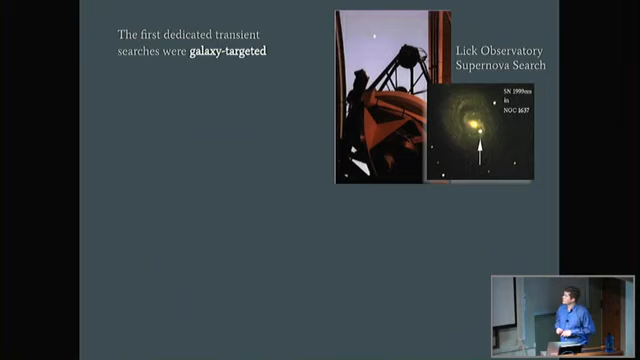 The first dedicated transient
searches were galaxy-targeted
Lick Observatory
Supernova Search
SN 1999em
in
NGC 1637